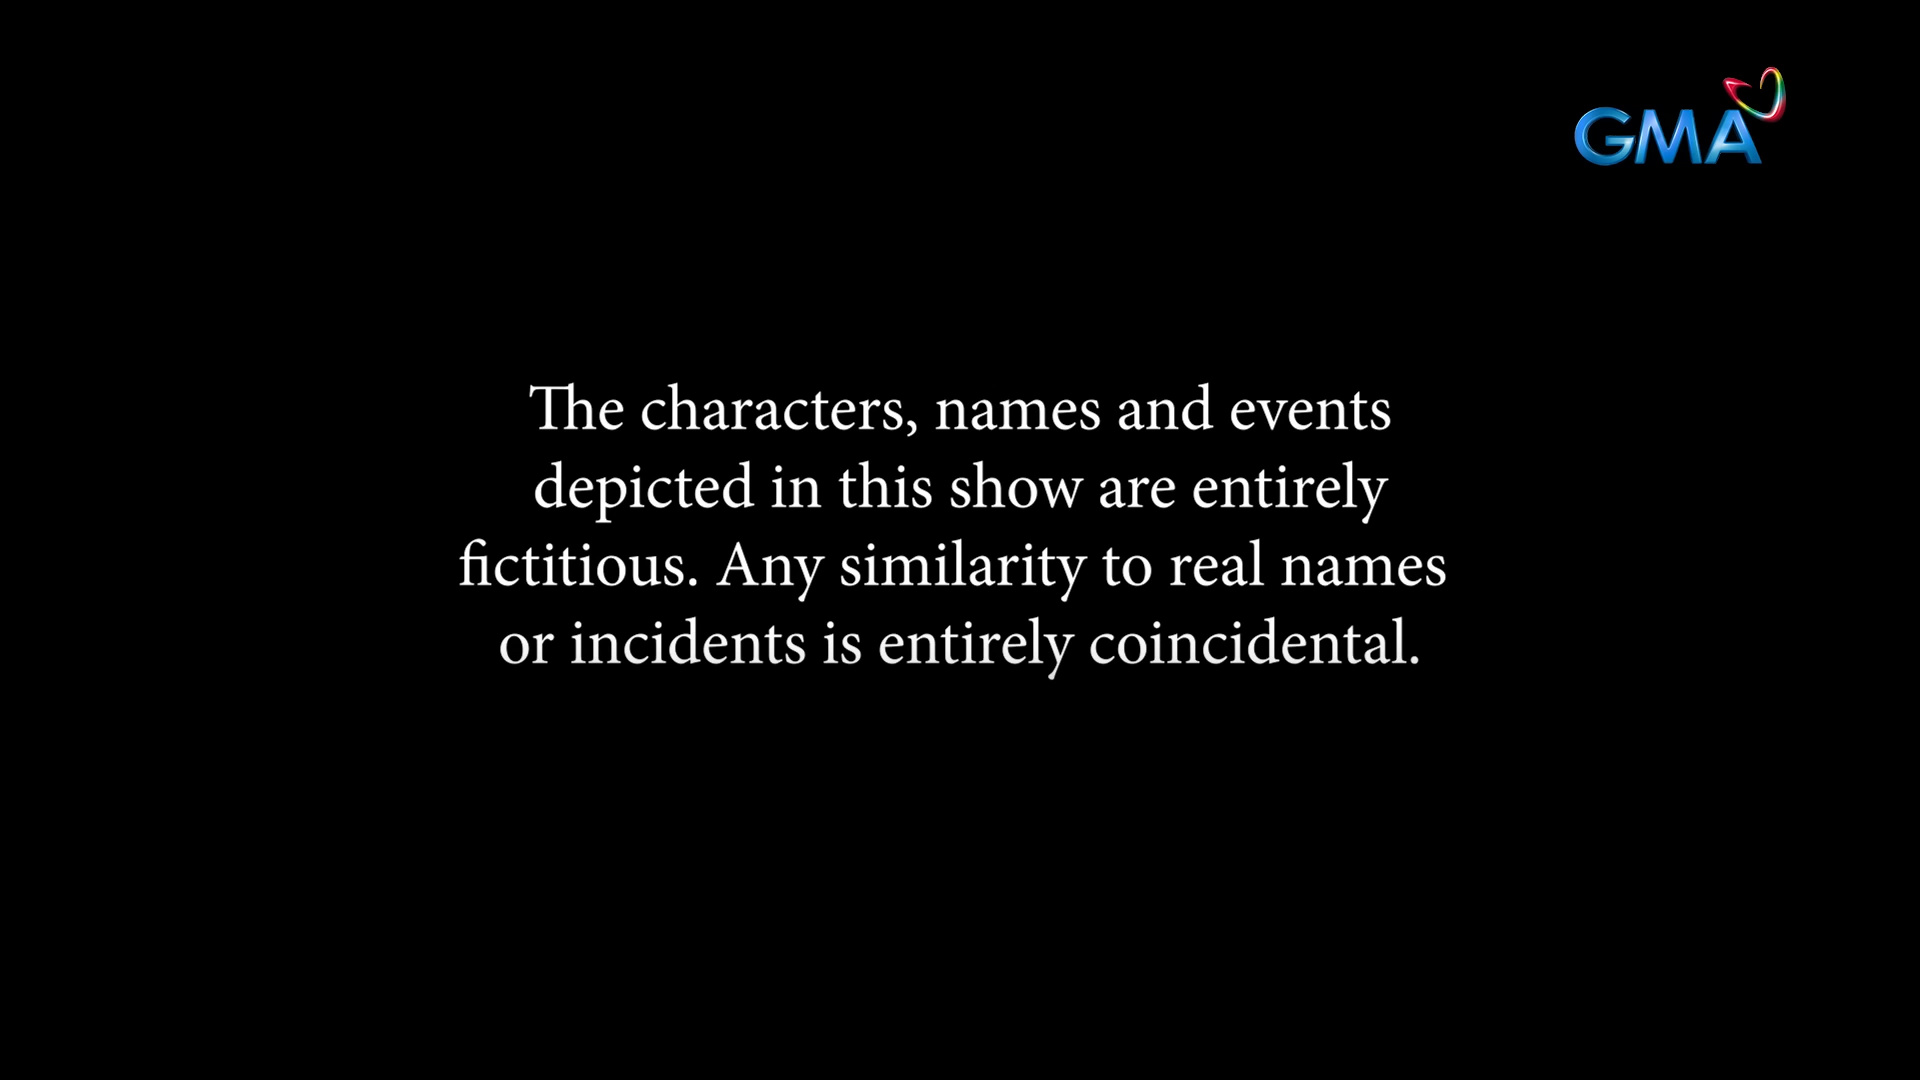 GMA
The characters, names and events
depicted in this show are entirely
fictitious. Any similarity to real names
or incidents is entirely coincidental.